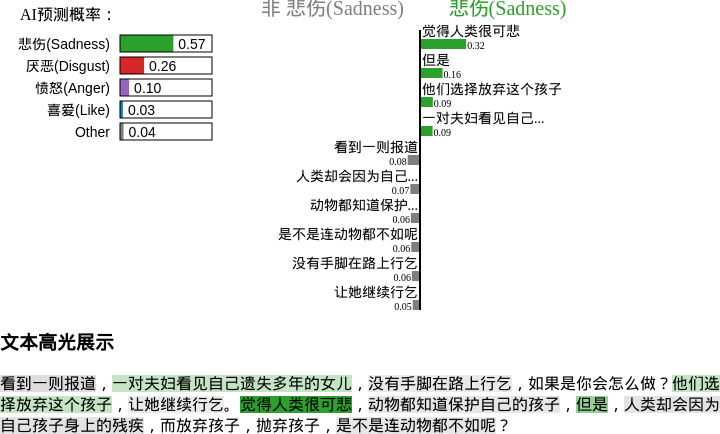 AI预测概率：
悲伤(Sadness) 0.57
厌恶(Disgust) 0.26
愤怒(Anger) 0.10
喜爱(Like) 0.03
Other 0.04
非 悲伤(Sadness) 悲伤(Sadness)
觉得人类很可悲
0.32
但是
0.16
他们选择放弃这个孩子
0.09
一对夫妇看见自己...
0.09
看到一则报道
0.08
人类却会因为自己...
0.07
动物都知道保护...
0.06
是不是连动物都不如呢
0.06
没有手脚在路上行乞
0.06
让她继续行乞
0.05
文本高光展示
看到一则报道，一对夫妇看见自己遗失多年的女儿，没有手脚在路上行乞，如果是你会怎么做？他们选
择放弃这个孩子，让她继续行乞。觉得人类很可悲，动物都知道保护自己的孩子，但是，人类却会因为
自己孩子身上的残疾，而放弃孩子，抛弃孩子，是不是连动物都不如呢？